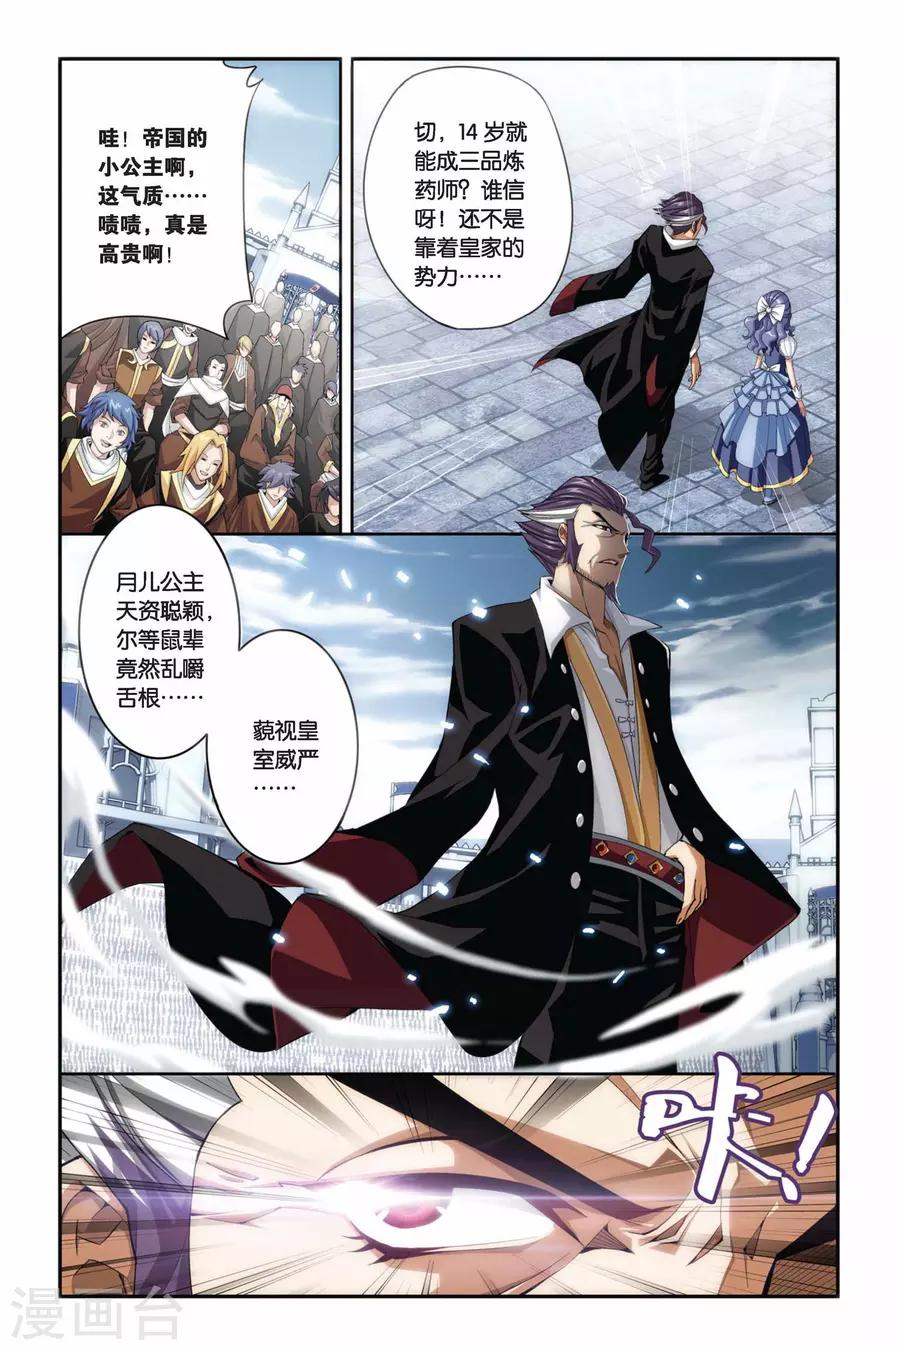 哇！帝国的
小公主啊，
这气质……
啧啧，真是
高贵啊！
切，14岁就
能成三品炼
药师？谁信
呀！还不是
靠着皇家的
势力……
月儿公主
天资聪颖，
尔等鼠辈
竟然乱嚼
舌根……
藐视皇
室威严
……
咔！
漫画台